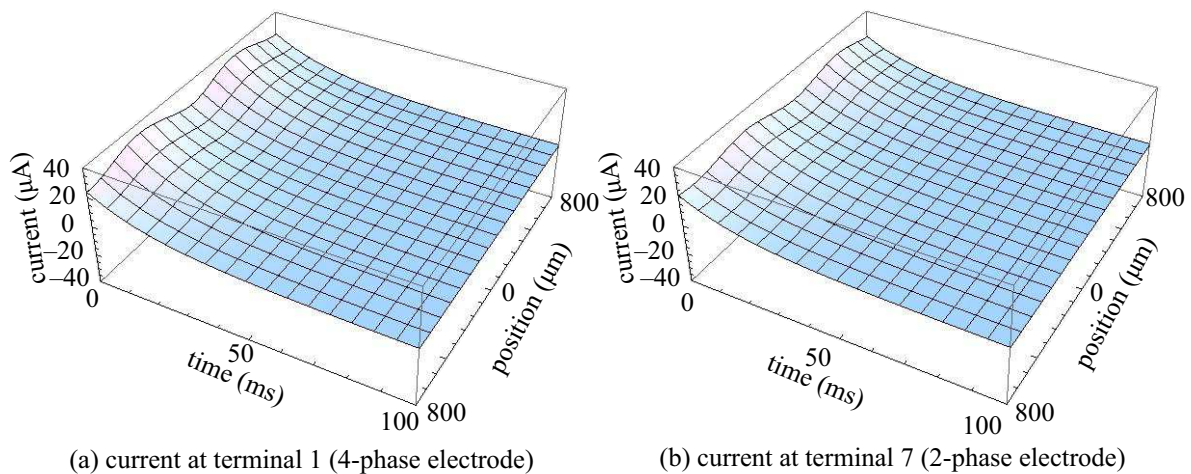 40
20
0
−20
−40
current (μA)
0
50
100
time (ms)
800
0
800
position (μm)
(a) current at terminal 1 (4-phase electrode)
40
20
0
−20
−40
current (μA)
0
50
100
time (ms)
800
0
800
position (μm)
(b) current at terminal 7 (2-phase electrode)